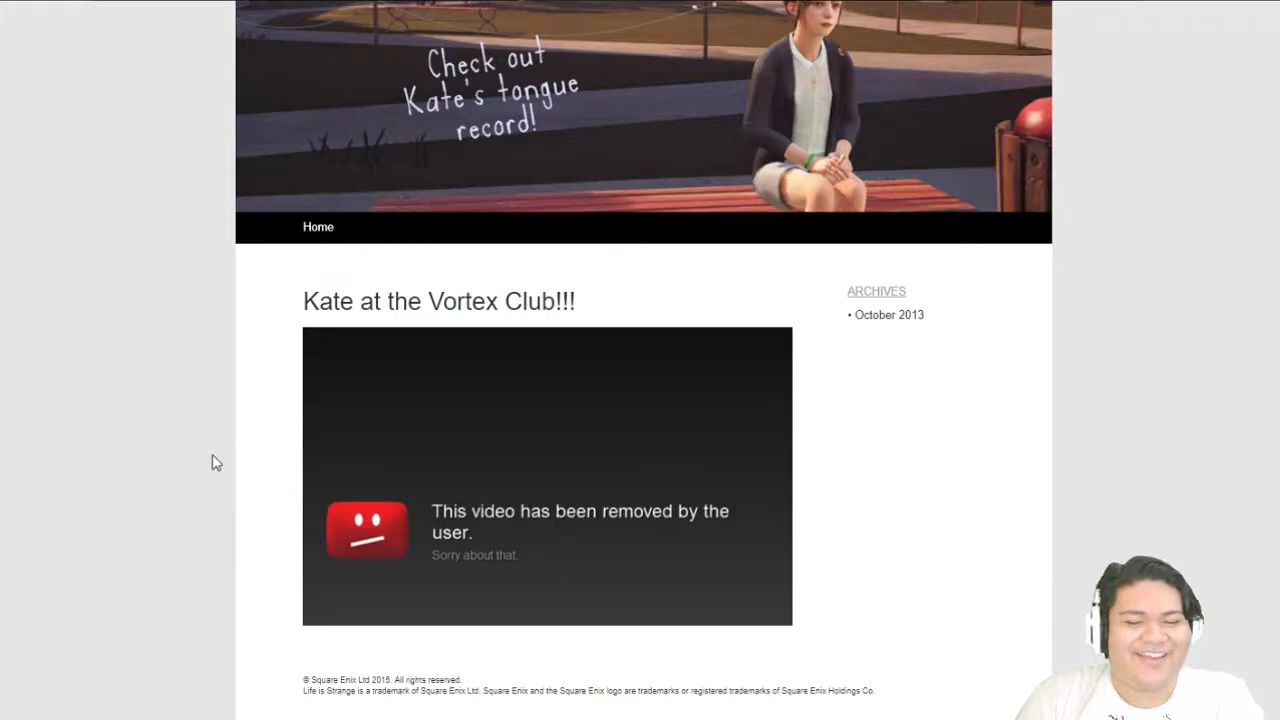 Check out
Kate's tongue
record!
Home
Kate at the Vortex Club!!!
ARCHIVES
• October 2013
This video has been removed by the
user.
Sorry about that.
© Square Enix Ltd 2015. All rights reserved.
Life is Strange is a trademark of Square Enix Ltd. Square Enix and the Square Enix logo are trademarks or registered trademarks of Square Enix Holdings Co.